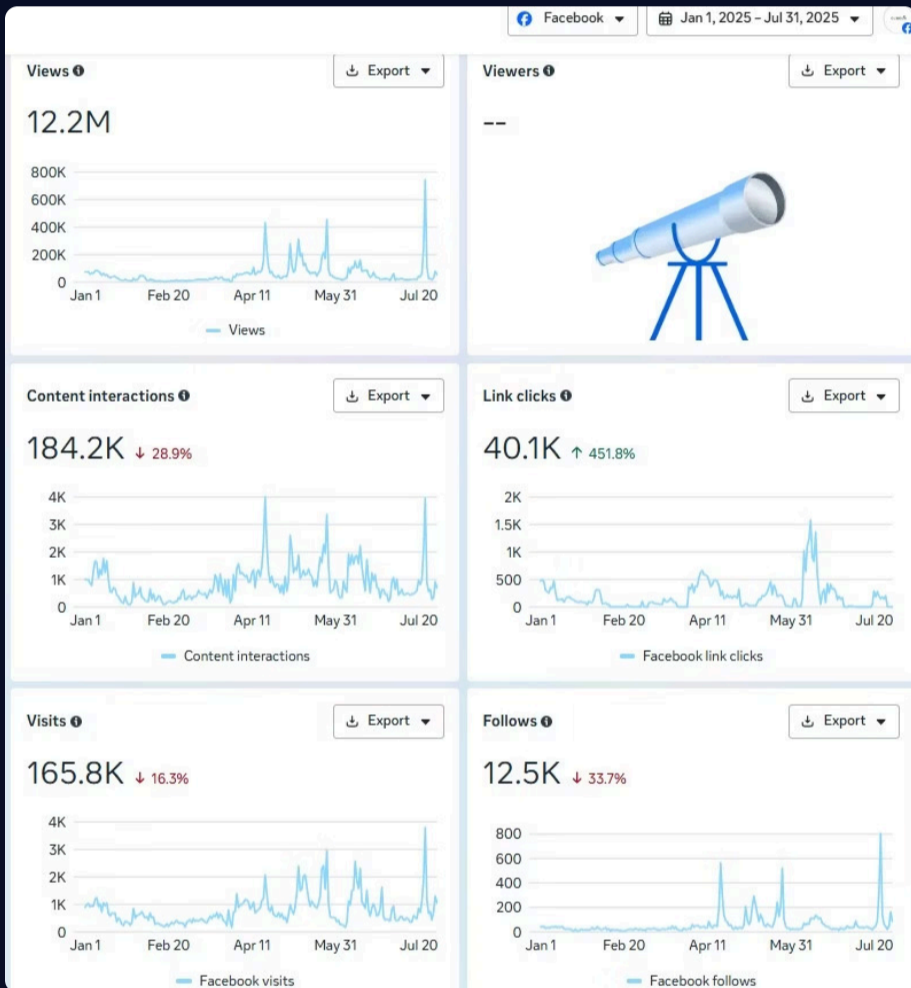 Facebook
Jan 1, 2025 – Jul 31, 2025
Views
Export
12.2M
800K
600K
400K
200K
0
Jan 1 Feb 20 Apr 11 May 31 Jul 20
Views
Viewers
Export
--
Content interactions
Export
184.2K ↓ 28.9%
4K
3K
2K
1K
0
Jan 1 Feb 20 Apr 11 May 31 Jul 20
Content interactions
Link clicks
Export
40.1K ↑ 451.8%
2K
1.5K
1K
500
0
Jan 1 Feb 20 Apr 11 May 31 Jul 20
Facebook link clicks
Visits
Export
165.8K ↓ 16.3%
4K
3K
2K
1K
0
Jan 1 Feb 20 Apr 11 May 31 Jul 20
Facebook visits
Follows
Export
12.5K ↓ 33.7%
800
600
400
200
0
Jan 1 Feb 20 Apr 11 May 31 Jul 20
Facebook follows